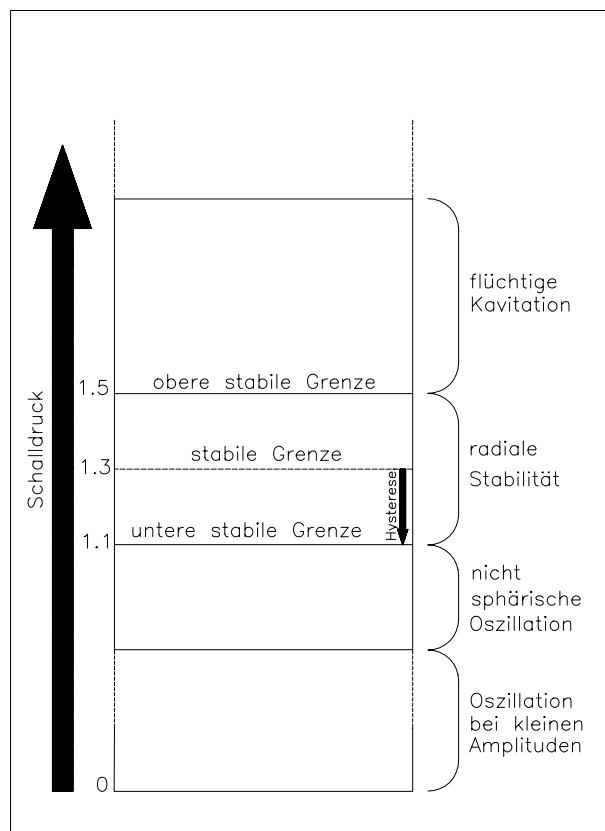 flüchtige
Kavitation
1.5
obere stabile Grenze
Schalldruck
1.3
stabile Grenze
radiale
Stabilität
Hysterese
1.1
untere stabile Grenze
nicht
sphärische
Oszillation
Oszillation
bei kleinen
Amplituden
0